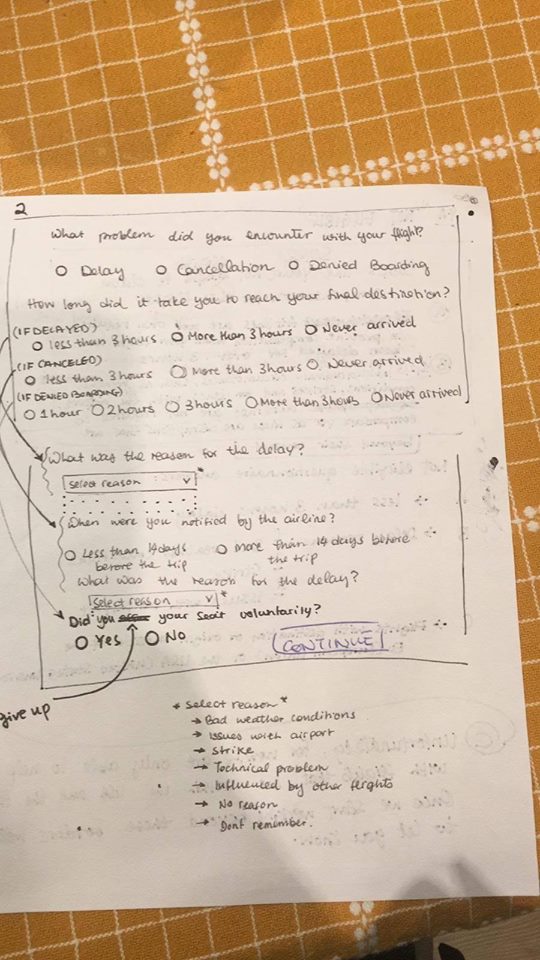 2
What problem did you encounter with your flight?
Delay Cancellation Denied Boarding
How long did it take you to reach your final destination?
(IF DELAYED)
less than 3 hours. More than 3 hours Never arrived
(IF CANCELED)
less than 3 hours More than 3 hours Never arrived
(IF DENIED BOARDING)
1 hour 2 hours 3 hours More than 3 hours Never arrived
What was the reason for the delay?
select reason v *
When were you notified by the airline?
Less than 14 days More than 14 days before
before the trip the trip
What was the reason for the delay?
Select reason v *
Did you your seat voluntarily?
Yes No
CONTINUE
give up
* select reason *
→ Bad weather conditions
→ Issues with airport
→ Strike
→ Technical problem
→ Influenced by other flights
→ No reason
→ Dont remember.